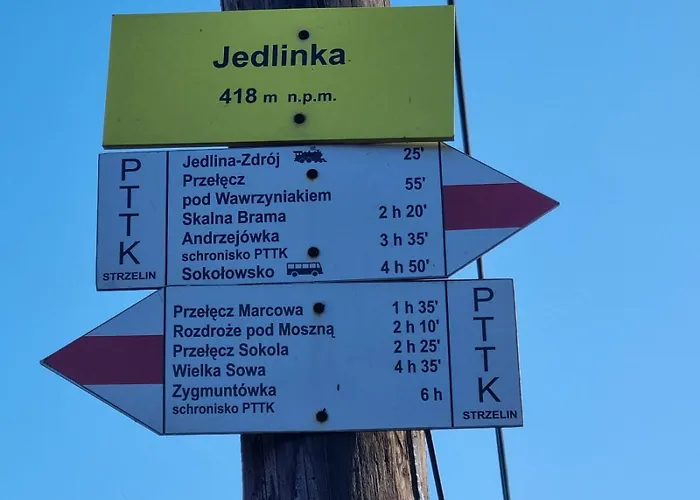 Jedlinka
418 m n.p.m.
PTTK
STRZELIN
Jedlina-Zdrój 25'
Przełęcz
pod Wawrzyniakiem 55'
Skalna Brama 2 h 20'
Andrzejówka 3 h 35'
schronisko PTTK
Sokołowsko 4 h 50'
Przełęcz Marcowa 1 h 35'
Rozdroże pod Moszną 2 h 10'
Przełęcz Sokola 2 h 25'
Wielka Sowa 4 h 35'
Zygmuntówka 6 h
schronisko PTTK
PTTK
STRZELIN